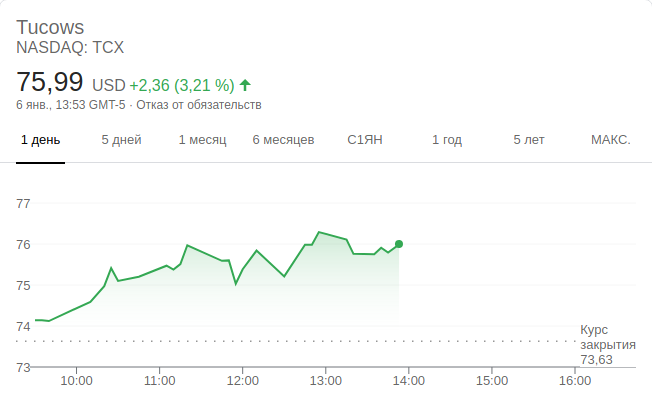 Tucows
NASDAQ: TCX
75,99 USD +2,36 (3,21 %)
6 янв., 13:53 GMT-5 · Отказ от обязательств
1 день 5 дней 1 месяц 6 месяцев С1ЯН 1 год 5 лет МАКС.
77
76
75
74
Курс
закрытия
73,63
73
10:00 11:00 12:00 13:00 14:00 15:00 16:00